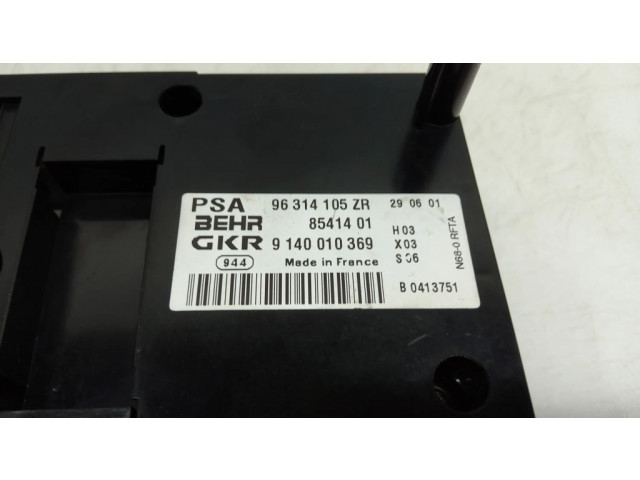 PSA 96 314 105 ZR 29 06 01
BEHR 85414 01 H 03
GKR 9 140 010 369 X 03
944 Made in France
B 0413751
N68-0 RFTA